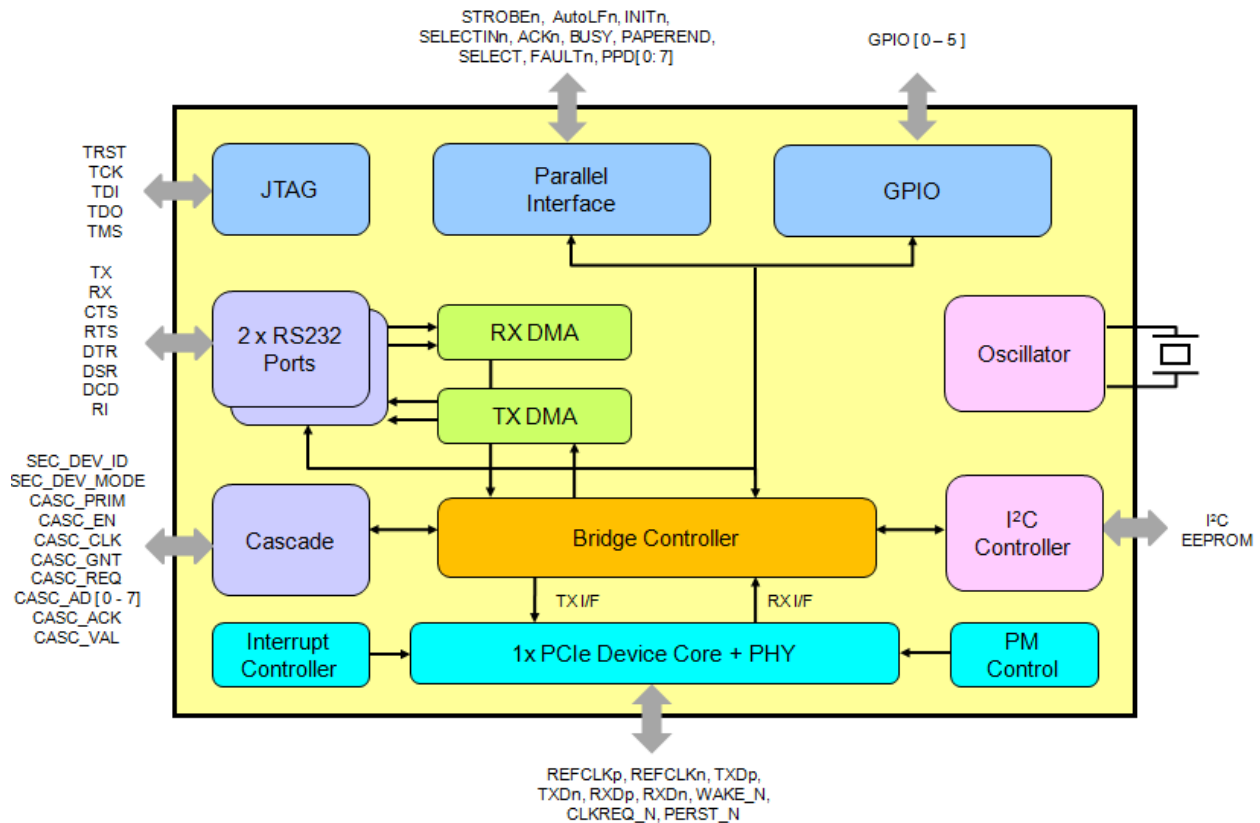 STROBEn, AutoLFn, INITn,
SELECTINn, ACKn, BUSY, PAPEREND,
SELECT, FAULTn, PPD[ 0: 7]
GPIO [ 0 – 5 ]
TRST
TCK
TDI
TDO
TMS
JTAG
Parallel
Interface
GPIO
TX
RX
CTS
RTS
DTR
DSR
DCD
RI
2 x RS232
Ports
RX DMA
TX DMA
Oscillator
SEC_DEV_ID
SEC_DEV_MODE
CASC_PRIM
CASC_EN
CASC_CLK
CASC_GNT
CASC_REQ
CASC_AD [ 0 - 7]
CASC_ACK
CASC_VAL
Cascade
Bridge Controller
I²C
Controller
I²C
EEPROM
TX I/F
RX I/F
Interrupt
Controller
1x PCIe Device Core + PHY
PM
Control
REFCLKp, REFCLKn, TXDp,
TXDn, RXDp, RXDn, WAKE_N,
CLKREQ_N, PERST_N